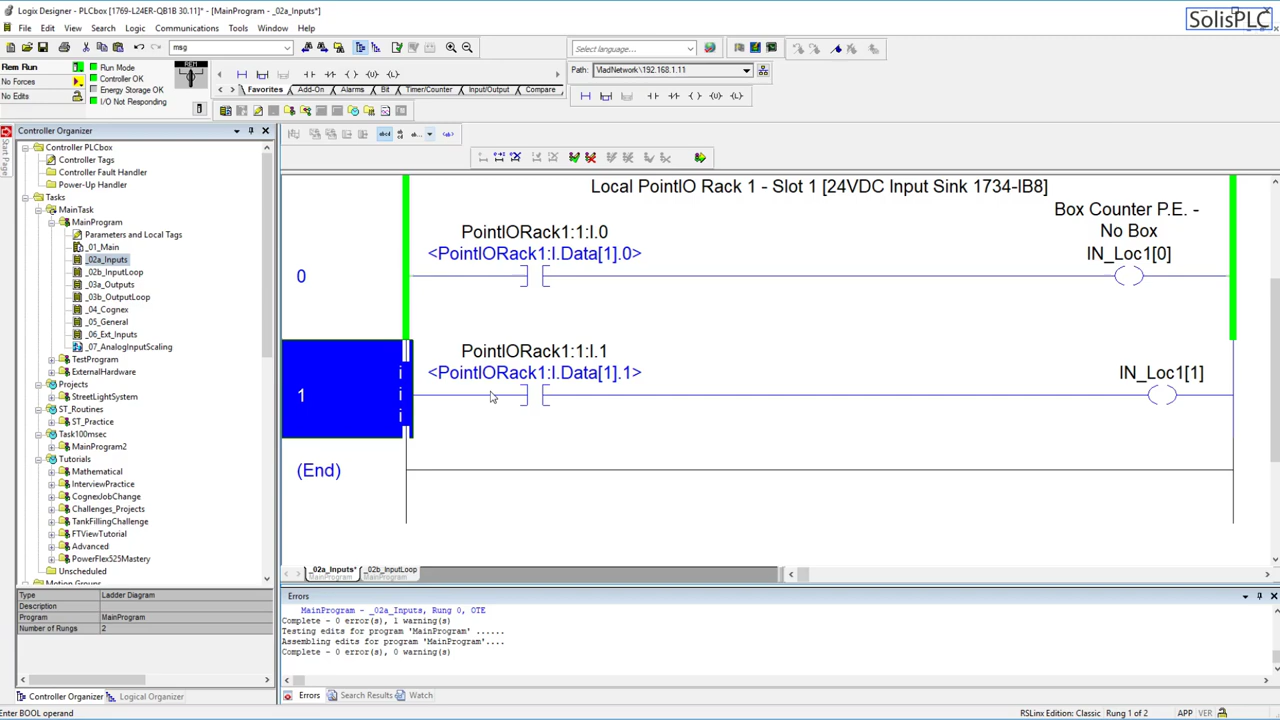 Logix Designer - PLCbox [1769-L24ER-QB1B 30.11]* - [MainProgram - _02a_Inputs*]
SolisPLC
File Edit View Search Logic Communications Tools Window Help
msg
Select language...
Rem Run
Run Mode
No Forces
Controller OK
Energy Storage OK
No Edits
I/O Not Responding
REM
Path: VladNetwork\192.168.1.11
Favorites Add-On Alarms Bit Timer/Counter Input/Output Compare
Start Page
Controller Organizer
Controller PLCbox
Controller Tags
Controller Fault Handler
Power-Up Handler
Tasks
MainTask
MainProgram
Parameters and Local Tags
_01_Main
_02a_Inputs
_02b_InputLoop
_03a_Outputs
_03b_OutputLoop
_04_Cognex
_05_General
_06_Ext_Inputs
_07_AnalogInputScaling
TestProgram
ExternalHardware
Projects
StreetLightSystem
ST_Routines
ST_Practice
Task100msec
MainProgram2
Tutorials
Mathematical
InterviewPractice
CognexJobChange
Challenges_Projects
TankFillingChallenge
FTViewTutorial
Advanced
PowerFlex525Mastery
Unscheduled
Motion Groups
Type Ladder Diagram
Description
Program MainProgram
Number of Rungs 2
Controller Organizer Logical Organizer
Local PointIO Rack 1 - Slot 1 [24VDC Input Sink 1734-IB8]
Box Counter P.E. -
No Box
PointIORack1:1:I.0
<PointIORack1:I.Data[1].0>
IN_Loc1[0]
0
PointIORack1:1:I.1
<PointIORack1:I.Data[1].1>
IN_Loc1[1]
i
i
i
1
(End)
_02a_Inputs* _02b_InputLoop
MainProgram MainProgram
Errors
MainProgram - _02a_Inputs, Rung 0, OTE
Complete - 0 error(s), 1 warning(s)
Testing edits for program 'MainProgram' ......
Assembling edits for program 'MainProgram'....
Complete - 0 error(s), 0 warning(s)
Errors Search Results Watch
Enter BOOL operand
RSLinx Edition: Classic Rung 1 of 2 APP VER